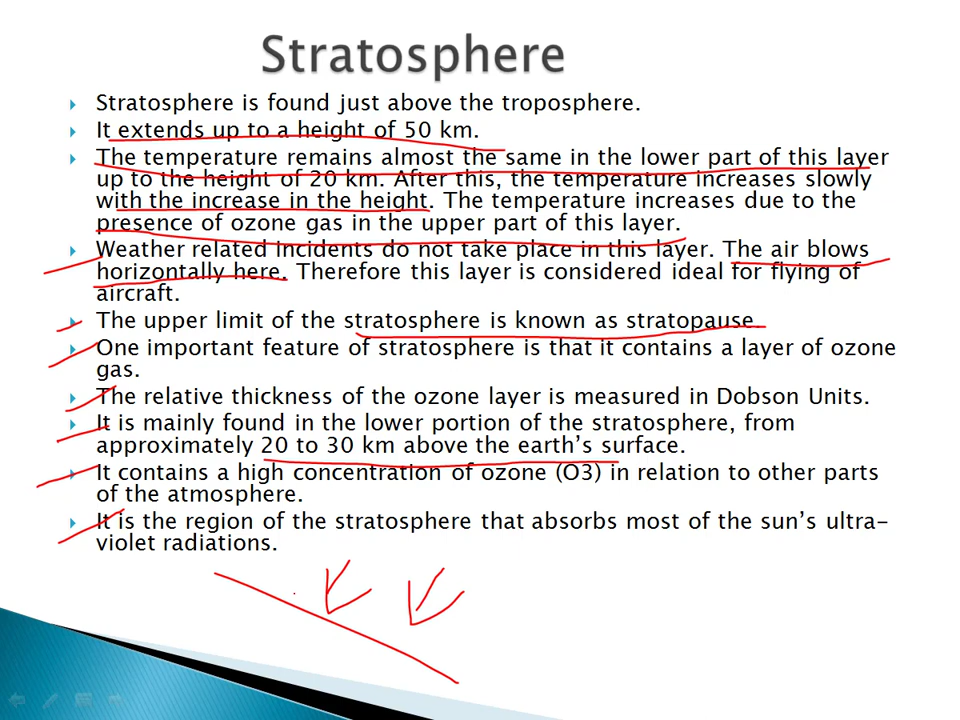 Stratosphere
Stratosphere is found just above the troposphere.
It extends up to a height of 50 km.
The temperature remains almost the same in the lower part of this layer
up to the height of 20 km. After this, the temperature increases slowly
with the increase in the height. The temperature increases due to the
presence of ozone gas in the upper part of this layer.
Weather related incidents do not take place in this layer. The air blows
horizontally here. Therefore this layer is considered ideal for flying of
aircraft.
The upper limit of the stratosphere is known as stratopause.
One important feature of stratosphere is that it contains a layer of ozone
gas.
The relative thickness of the ozone layer is measured in Dobson Units.
It is mainly found in the lower portion of the stratosphere, from
approximately 20 to 30 km above the earth's surface.
It contains a high concentration of ozone (O3) in relation to other parts
of the atmosphere.
It is the region of the stratosphere that absorbs most of the sun's ultra-
violet radiations.